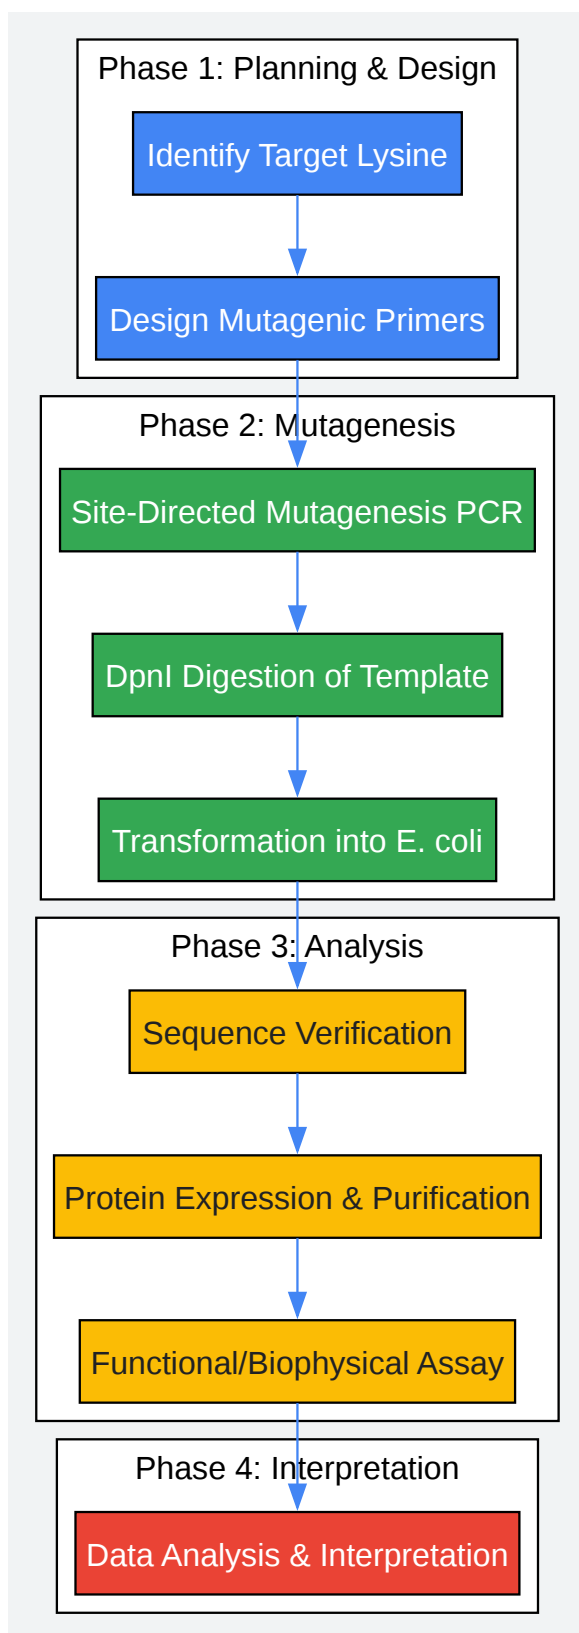 Phase 1: Planning & Design
Identify Target Lysine
Design Mutagenic Primers
Phase 2: Mutagenesis
Site-Directed Mutagenesis PCR
DpnI Digestion of Template
Transformation into E. coli
Phase 3: Analysis
Sequence Verification
Protein Expression & Purification
Functional/Biophysical Assay
Phase 4: Interpretation
Data Analysis & Interpretation